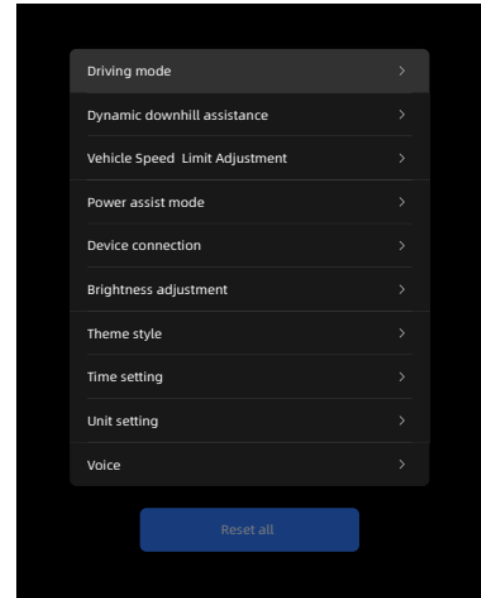 Driving mode
Dynamic downhill assistance
Vehicle Speed Limit Adjustment
Power assist mode
Device connection
Brightness adjustment
Theme style
Time setting
Unit setting
Voice
Reset all